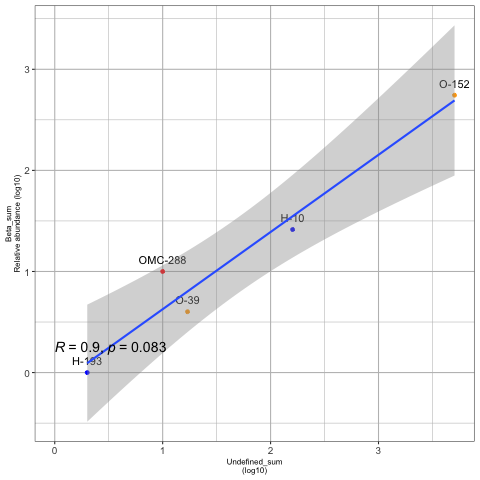 O-152
3
2
H-10
OMC-288
1
O-39
R = 0.9, p = 0.083
H-193
0
0 1 2 3
Beta_sum
Relative abundance (log10)
Undefined_sum
(log10)